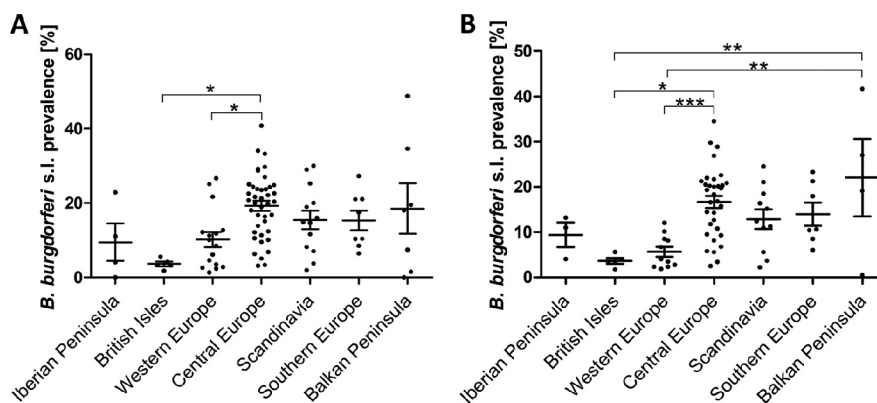 A
B. burgdorferi s.l. prevalence [%]
60
40
20
0
*
*
Iberian Peninsula
British Isles
Western Europe
Central Europe
Scandinavia
Southern Europe
Balkan Peninsula
B
B. burgdorferi s.l. prevalence [%]
50
40
30
20
10
0
**
**
*
***
Iberian Peninsula
British Isles
Western Europe
Central Europe
Scandinavia
Southern Europe
Balkan Peninsula